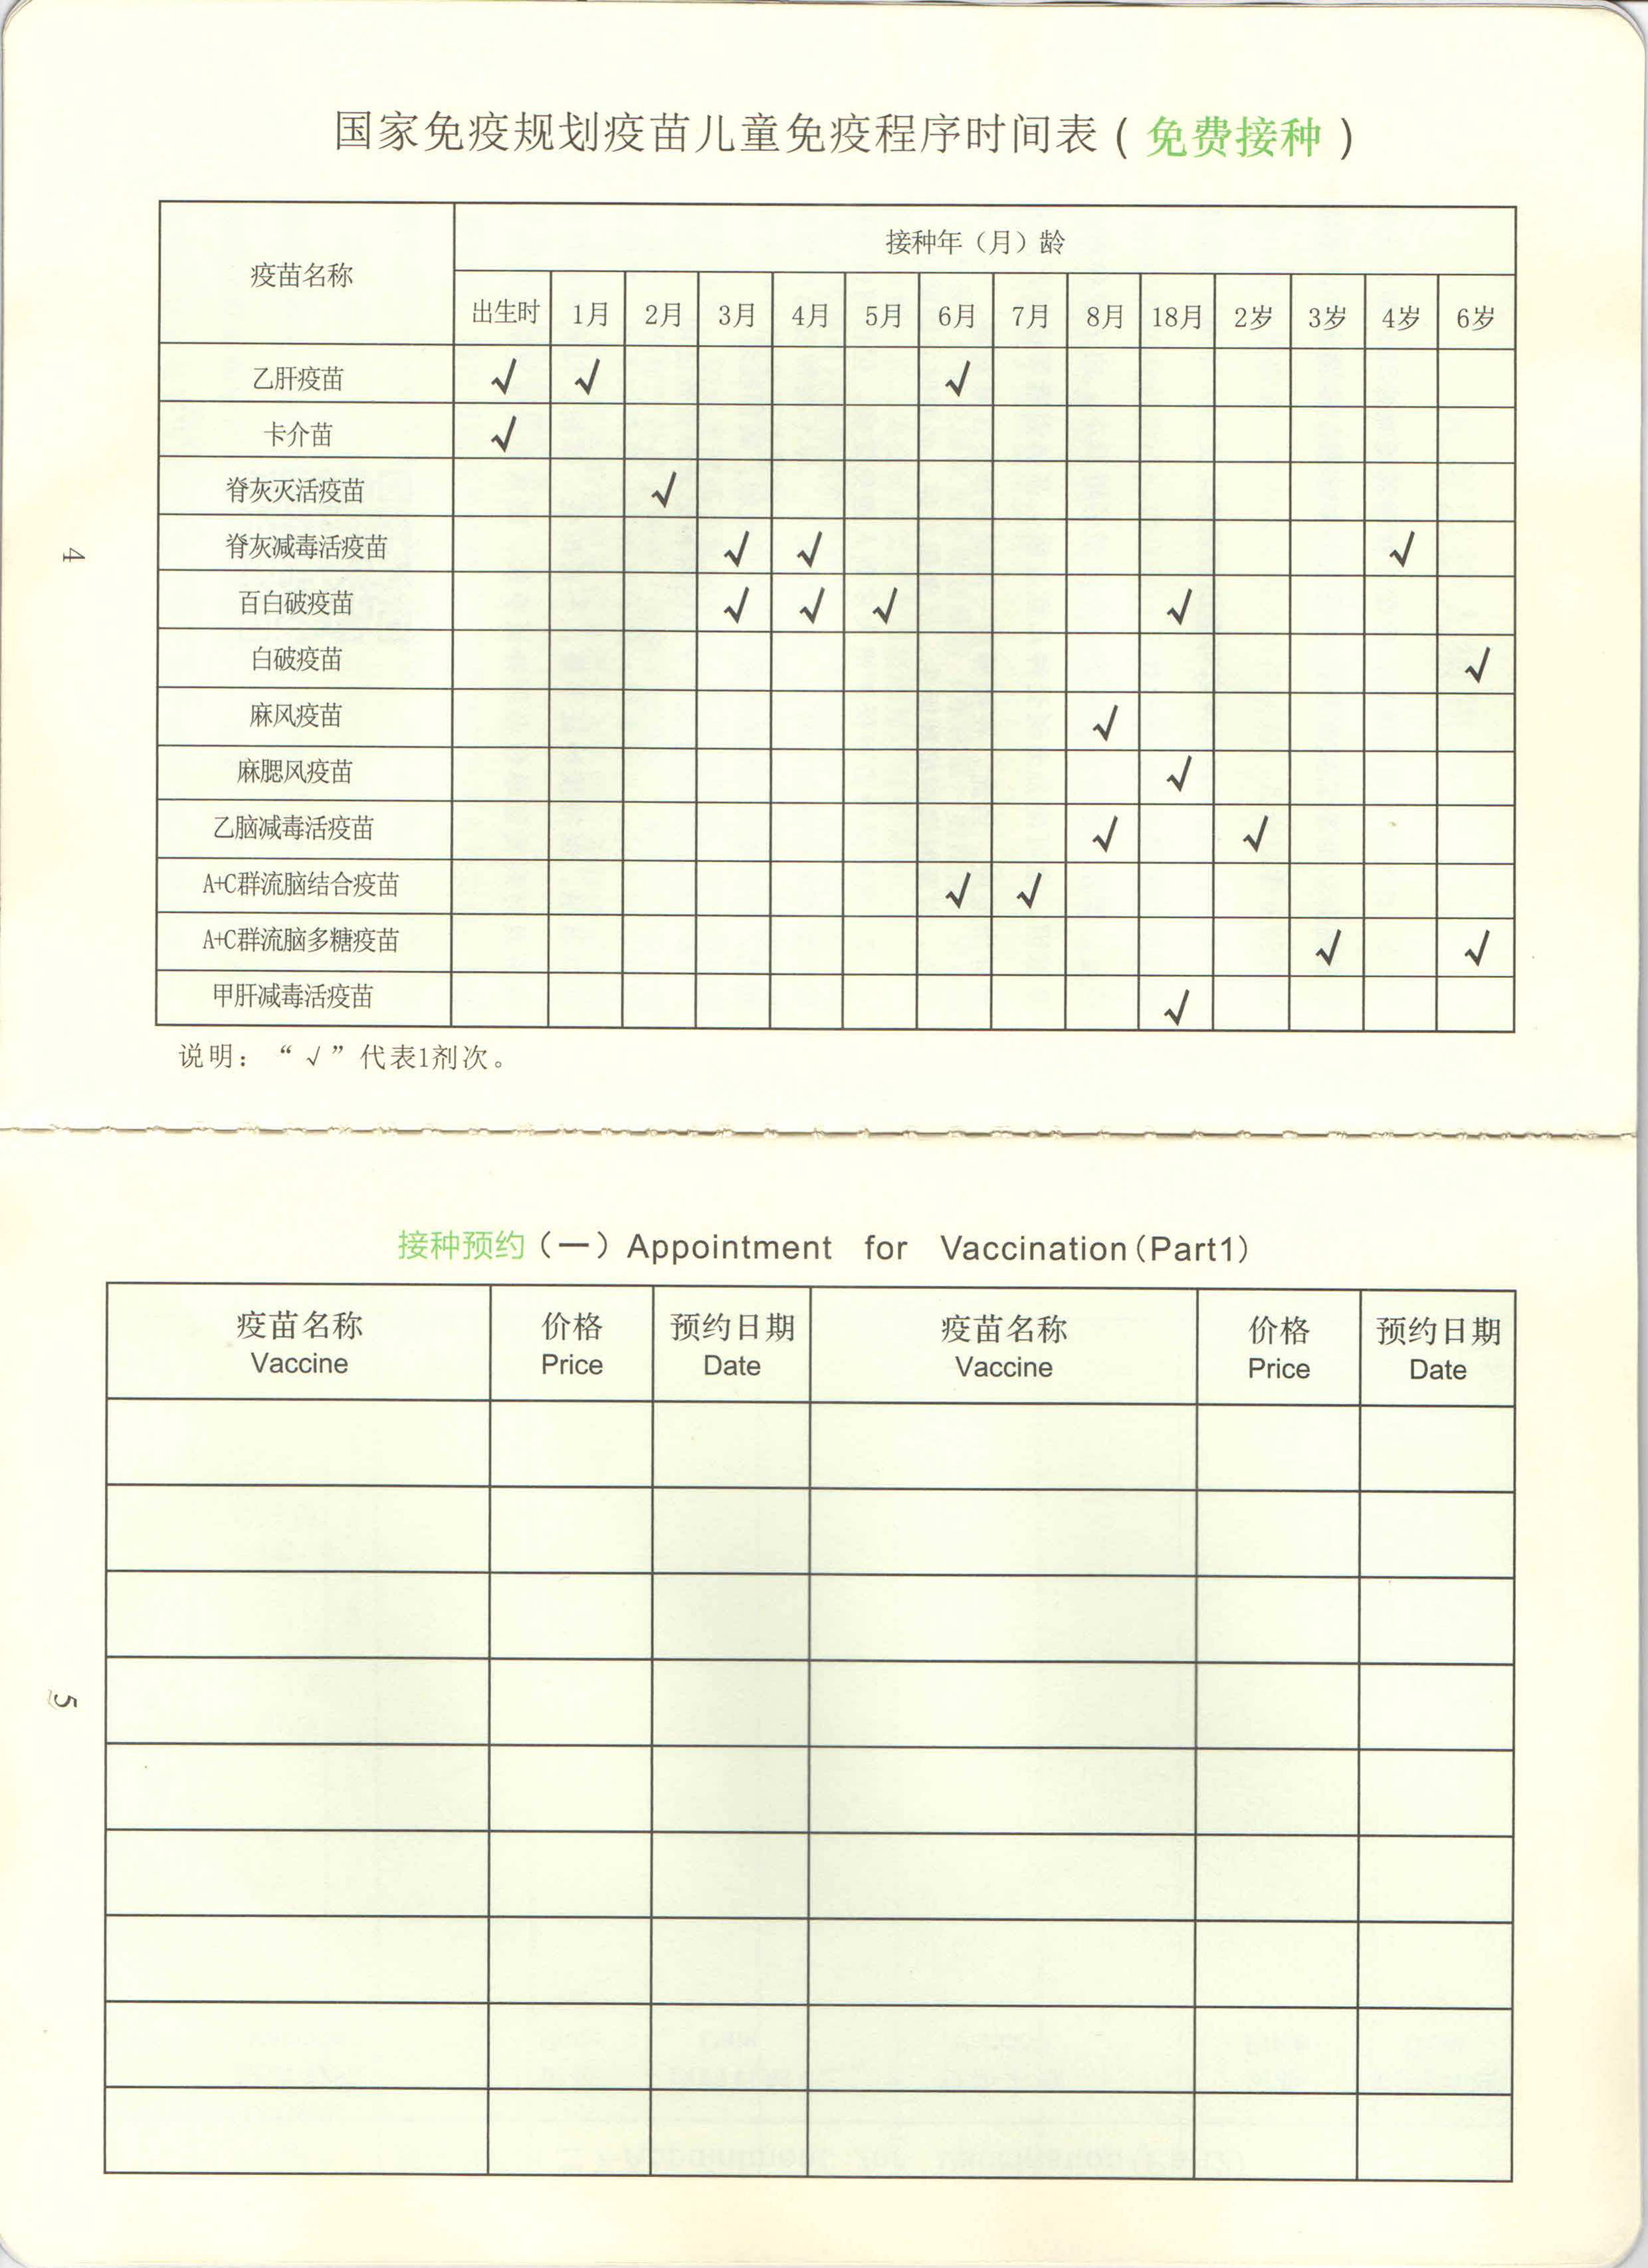 国家免疫规划疫苗儿童免疫程序时间表（免费接种）
疫苗名称 接种年（月）龄
出生时 1月 2月 3月 4月 5月 6月 7月 8月 18月 2岁 3岁 4岁 6岁
乙肝疫苗 √ √ √
卡介苗 √
脊灰灭活疫苗 √
脊灰减毒活疫苗 √ √ √
百白破疫苗 √ √ √ √
白破疫苗 √
麻风疫苗 √
麻腮风疫苗 √
乙脑减毒活疫苗 √ √
A+C群流脑结合疫苗 √ √
A+C群流脑多糖疫苗 √ √
甲肝减毒活疫苗 √
说明：“√”代表1剂次。
4
接种预约（一）Appointment for Vaccination(Part1)
疫苗名称 价格 预约日期 疫苗名称 价格 预约日期
Vaccine Price Date Vaccine Price Date
5